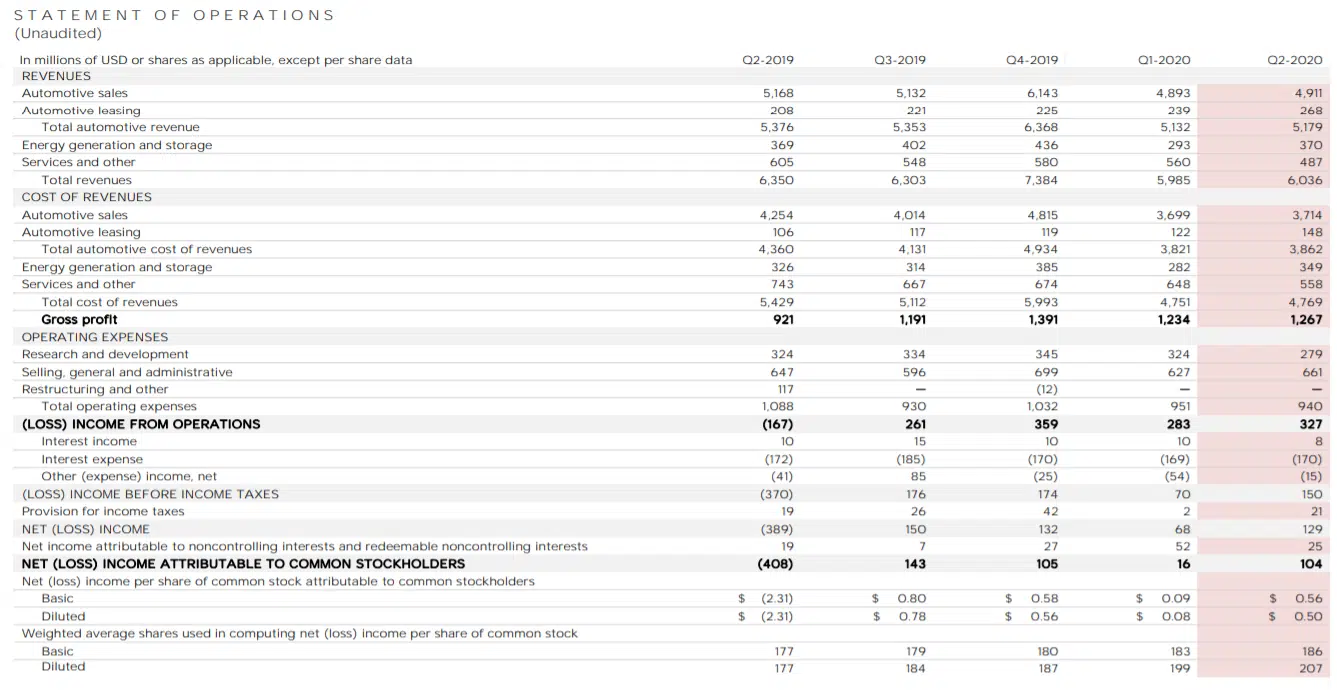 STATEMENT OF OPERATIONS
(Unaudited)
In millions of USD or shares as applicable, except per share data Q2-2019 Q3-2019 Q4-2019 Q1-2020 Q2-2020
REVENUES
Automotive sales 5,168 5,132 6,143 4,893 4,911
Automotive leasing 208 221 225 239 268
Total automotive revenue 5,376 5,353 6,368 5,132 5,179
Energy generation and storage 369 402 436 293 370
Services and other 605 548 580 560 487
Total revenues 6,350 6,303 7,384 5,985 6,036
COST OF REVENUES
Automotive sales 4,254 4,014 4,815 3,699 3,714
Automotive leasing 106 117 119 122 148
Total automotive cost of revenues 4,360 4,131 4,934 3,821 3,862
Energy generation and storage 326 314 385 282 349
Services and other 743 667 674 648 558
Total cost of revenues 5,429 5,112 5,993 4,751 4,769
Gross profit 921 1,191 1,391 1,234 1,267
OPERATING EXPENSES
Research and development 324 334 345 324 279
Selling, general and administrative 647 596 699 627 661
Restructuring and other 117 — (12) — —
Total operating expenses 1,088 930 1,032 951 940
(LOSS) INCOME FROM OPERATIONS (167) 261 359 283 327
Interest income 10 15 10 10 8
Interest expense (172) (185) (170) (169) (170)
Other (expense) income, net (41) 85 (25) (54) (15)
(LOSS) INCOME BEFORE INCOME TAXES (370) 176 174 70 150
Provision for income taxes 19 26 42 2 21
NET (LOSS) INCOME (389) 150 132 68 129
Net income attributable to noncontrolling interests and redeemable noncontrolling interests 19 7 27 52 25
NET (LOSS) INCOME ATTRIBUTABLE TO COMMON STOCKHOLDERS (408) 143 105 16 104
Net (loss) income per share of common stock attributable to common stockholders
Basic $ (2.31) $ 0.80 $ 0.58 $ 0.09 $ 0.56
Diluted $ (2.31) $ 0.78 $ 0.56 $ 0.08 $ 0.50
Weighted average shares used in computing net (loss) income per share of common stock
Basic 177 179 180 183 186
Diluted 177 184 187 199 207